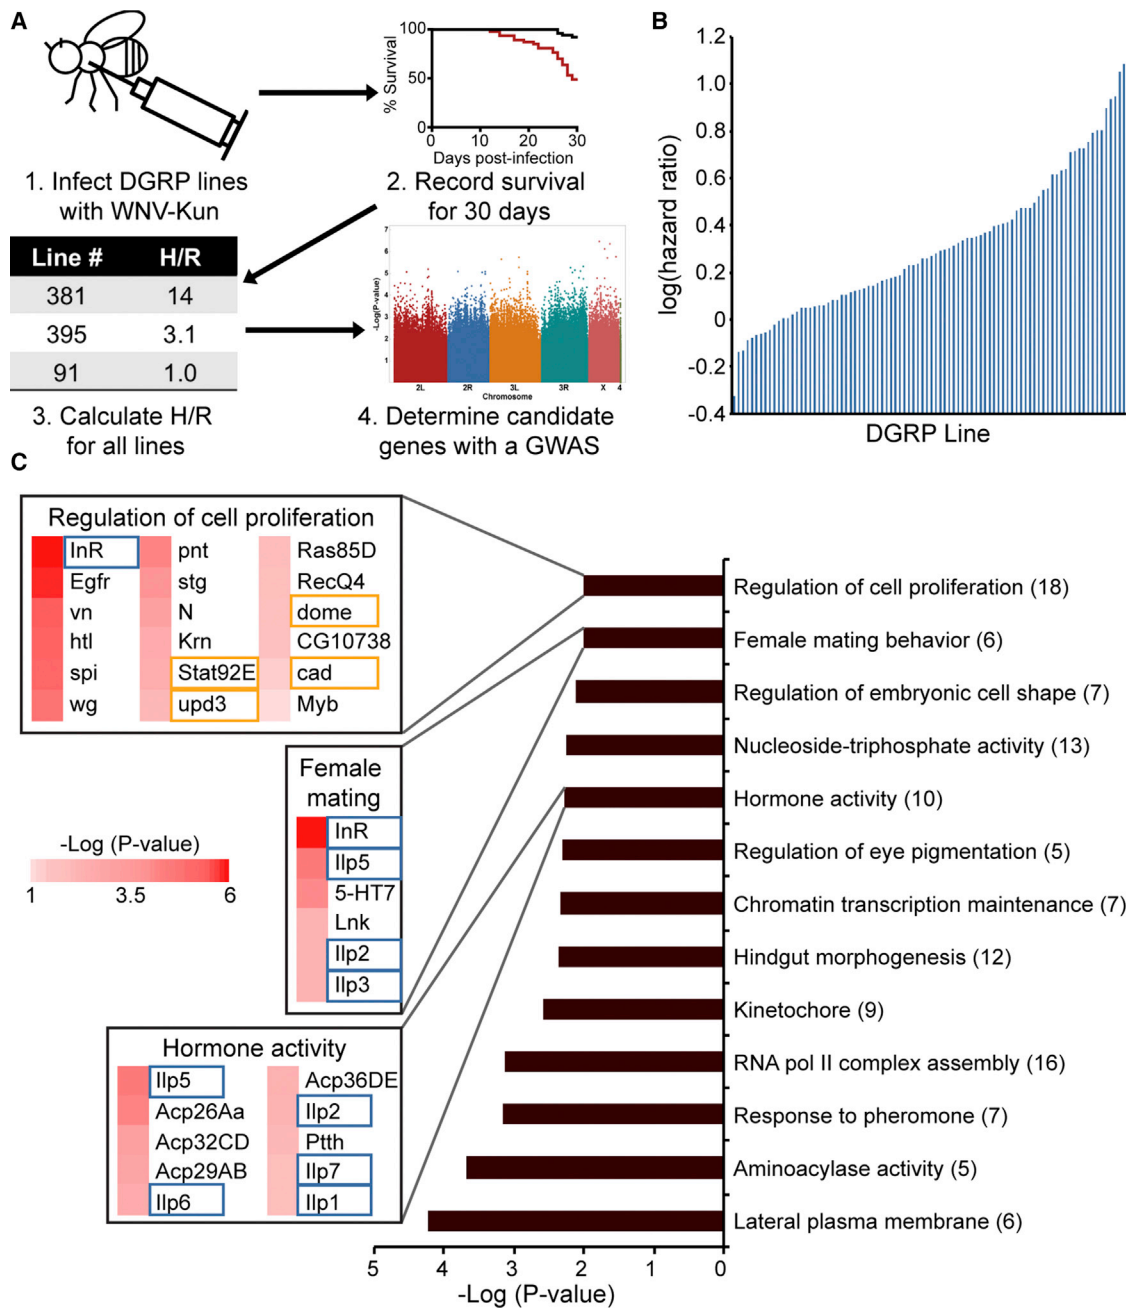 A
100
50
0
% Survival
0 10 20 30
Days post-infection
1. Infect DGRP lines
with WNV-Kun
2. Record survival
for 30 days
Line # H/R
381 14
395 3.1
91 1.0
3. Calculate H/R
for all lines
7
6
5
4
3
2
1
-Log(P-value)
2L 2R 3L 3R X 4
Chromosome
4. Determine candidate
genes with a GWAS
B
1.2
1.0
0.8
0.6
0.4
0.2
0
-0.2
-0.4
log(hazard ratio)
DGRP Line
C
Regulation of cell proliferation
InR pnt Ras85D
Egfr stg RecQ4
vn N dome
htl Krn CG10738
spi Stat92E cad
wg upd3 Myb
Female
mating
InR
Ilp5
5-HT7
Lnk
Ilp2
Ilp3
-Log (P-value)
1 3.5 6
Hormone activity
Ilp5 Acp36DE
Acp26Aa Ilp2
Acp32CD Ptth
Acp29AB Ilp7
Ilp6 Ilp1
Regulation of cell proliferation (18)
Female mating behavior (6)
Regulation of embryonic cell shape (7)
Nucleoside-triphosphate activity (13)
Hormone activity (10)
Regulation of eye pigmentation (5)
Chromatin transcription maintenance (7)
Hindgut morphogenesis (12)
Kinetochore (9)
RNA pol II complex assembly (16)
Response to pheromone (7)
Aminoacylase activity (5)
Lateral plasma membrane (6)
5 4 3 2 1 0
-Log (P-value)